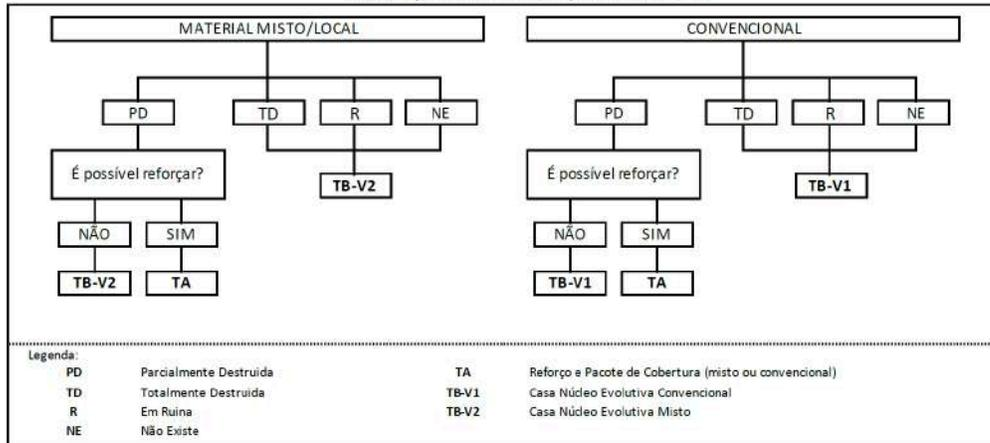 MATERIAL MISTO/LOCAL
PD TD R NE
É possível reforçar?
TB-V2
NÃO SIM
TB-V2 TA
CONVENCIONAL
PD TD R NE
É possível reforçar?
TB-V1
NÃO SIM
TB-V1 TA
Legenda:
PD Parcialmente Destruida
TD Totalmente Destruida
R Em Ruina
NE Não Existe
TA Reforço e Pacote de Cobertura (misto ou convencional)
TB-V1 Casa Núcleo Evolutiva Convencional
TB-V2 Casa Núcleo Evolutiva Misto